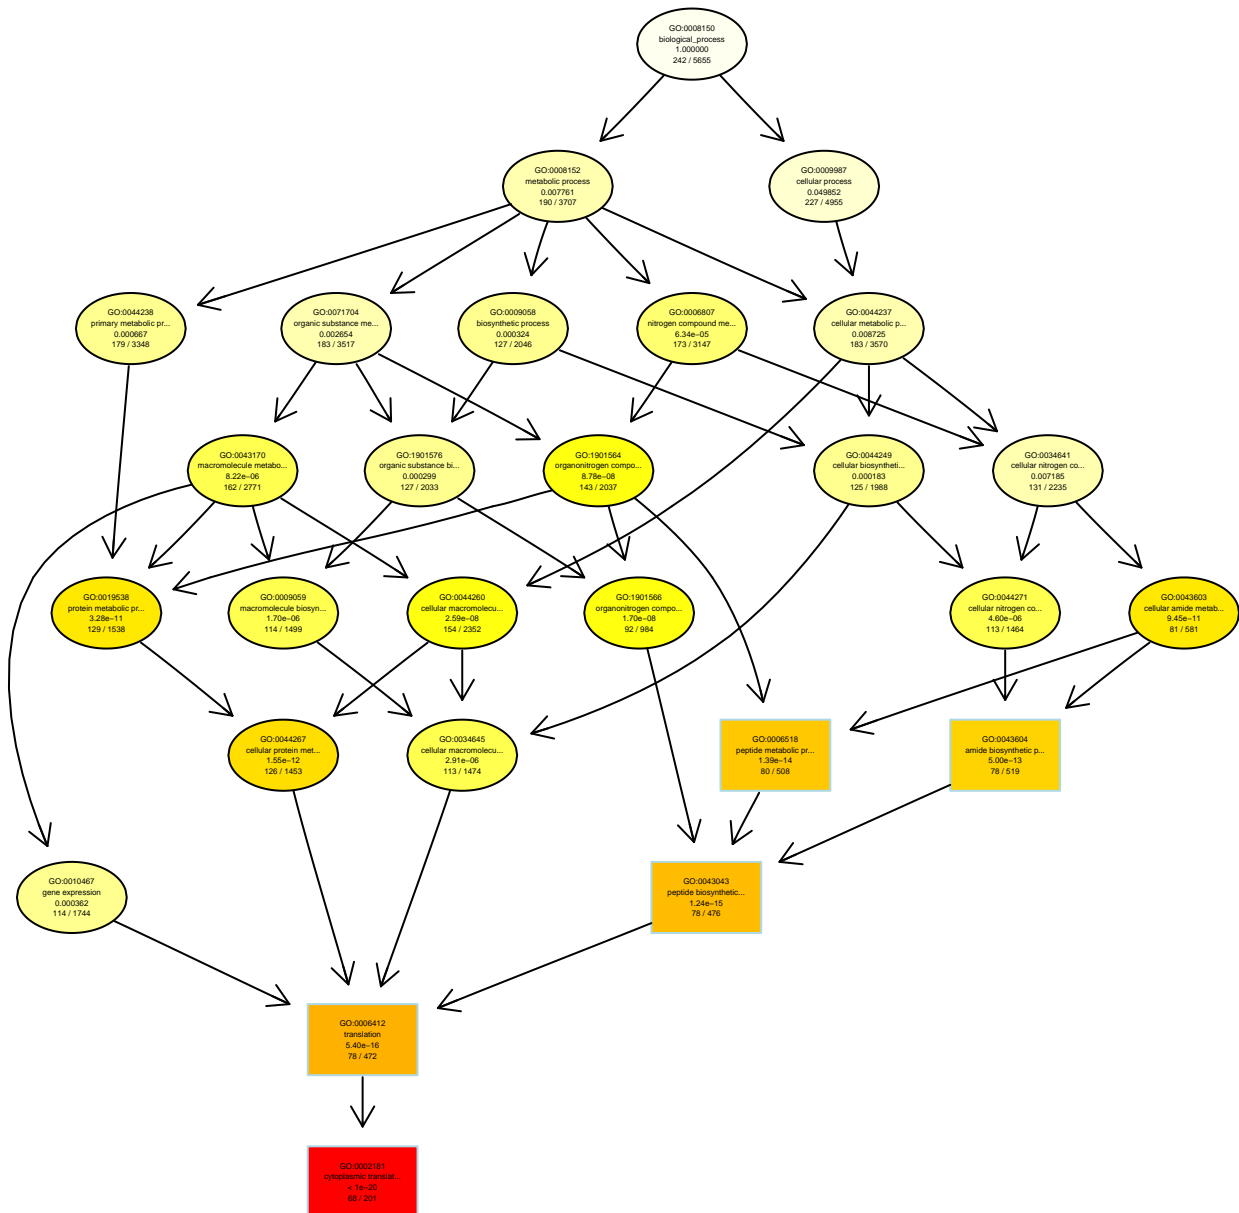 GO:0008150
biological_process
1.000000
242 / 5655
GO:0008152
metabolic process
0.007761
190 / 3707
GO:0009987
cellular process
0.049852
227 / 4955
GO:0044238
primary metabolic pr...
0.000667
179 / 3348
GO:0071704
organic substance me...
0.002654
183 / 3517
GO:0009058
biosynthetic process
0.000324
127 / 2046
GO:0006807
nitrogen compound me...
6.34e−05
173 / 3147
GO:0044237
cellular metabolic p...
0.008725
183 / 3570
GO:0043170
macromolecule metabo...
8.22e−06
162 / 2771
GO:1901576
organic substance bi...
0.000299
127 / 2033
GO:1901564
organonitrogen compo...
8.78e−08
143 / 2037
GO:0044249
cellular biosyntheti...
0.000183
125 / 1988
GO:0034641
cellular nitrogen co...
0.007185
131 / 2235
GO:0019538
protein metabolic pr...
3.28e−11
129 / 1538
GO:0009059
macromolecule biosyn...
1.70e−06
114 / 1499
GO:0044260
cellular macromolecu...
2.59e−08
154 / 2352
GO:1901566
organonitrogen compo...
1.70e−08
92 / 984
GO:0044271
cellular nitrogen co...
4.60e−06
113 / 1464
GO:0043603
cellular amide metab...
9.45e−11
81 / 581
GO:0044267
cellular protein met...
1.55e−12
126 / 1453
GO:0034645
cellular macromolecu...
2.91e−06
113 / 1474
GO:0006518
peptide metabolic pr...
1.39e−14
80 / 508
GO:0043604
amide biosynthetic p...
5.00e−13
78 / 519
GO:0010467
gene expression
0.000362
114 / 1744
GO:0043043
peptide biosynthetic...
1.24e−15
78 / 476
GO:0006412
translation
5.40e−16
78 / 472
GO:0002181
cytoplasmic translat...
< 1e−20
65 / 201